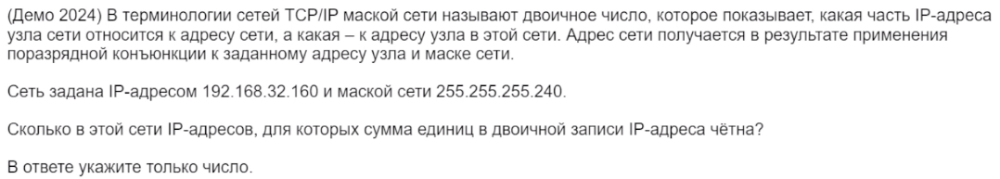 (Демо 2024) В терминологии сетей TCP/IP маской сети называют двоичное число, которое показывает, какая часть IP-адреса
узла сети относится к адресу сети, а какая – к адресу узла в этой сети. Адрес сети получается в результате применения
поразрядной конъюнкции к заданному адресу узла и маске сети.
Сеть задана IP-адресом 192.168.32.160 и маской сети 255.255.255.240.
Сколько в этой сети IP-адресов, для которых сумма единиц в двоичной записи IP-адреса чётна?
В ответе укажите только число.